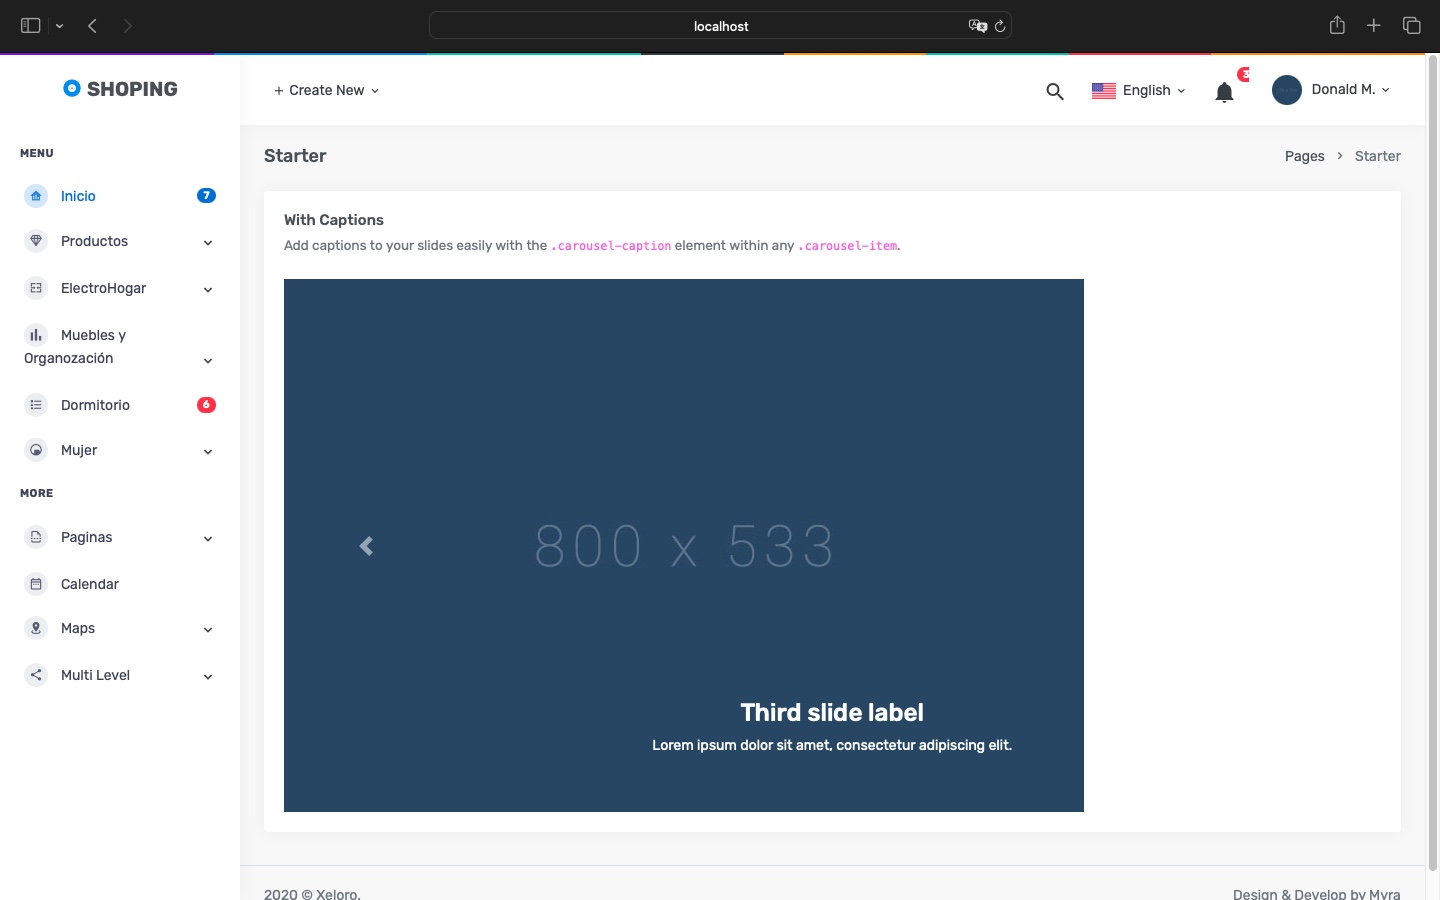 localhost
SHOPING
+ Create New
English
3
Donald M.
MENU
Inicio 7
Productos
ElectroHogar
Muebles y
Organozación
Dormitorio 6
Mujer
MORE
Paginas
Calendar
Maps
Multi Level
Starter
Pages > Starter
With Captions
Add captions to your slides easily with the .carousel-caption element within any .carousel-item.
800 x 533
Third slide label
Lorem ipsum dolor sit amet, consectetur adipiscing elit.
2020 © Xeloro.
Design & Develop by Myra